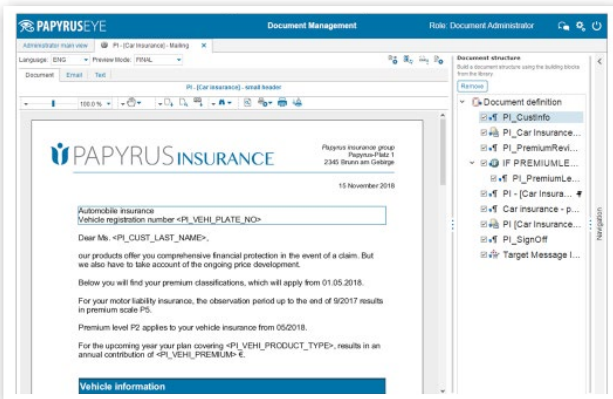 PAPYRUSEYE Document Management Role: Document Administrator
Administrator main view PI - [Car Insurance] - Mailing
Language: ENG Preview Mode: FINAL
Document Email Text
PI - [Car Insurance] - small header
100.0 %
PAPYRUS INSURANCE
Papyrus insurance group
Papyrus-Platz 1
2345 Brunn am Gebirge
15 November 2018
Automobile insurance
Vehicle registration number <PI_VEHI_PLATE_NO>
Dear Ms. <PI_CUST_LAST_NAME>,
our products offer you comprehensive financial protection in the event of a claim. But
we also have to take account of the ongoing price development.
Below you will find your premium classifications, which will apply from 01.05.2018.
For your motor liability insurance, the observation period up to the end of 9/2017 results
in premium scale P5.
Premium level P2 applies to your vehicle insurance from 05/2018.
For the upcoming year your plan covering <PI_VEHI_PRODUCT_TYPE>, results in an
annual contribution of <PI_VEHI_PREMIUM> €.
Vehicle information
Document structure
Build a document structure using the building blocks
from the library
Remove
Document definition
PI_CustInfo
PI_Car Insurance...
PI_PremiumRevi...
IF PREMIUMLE...
PI_PremiumLe...
PI - [Car Insura...
Car insurance - p...
PI [Car Insurance...
PI_SignOff
Target Message I...
Navigation